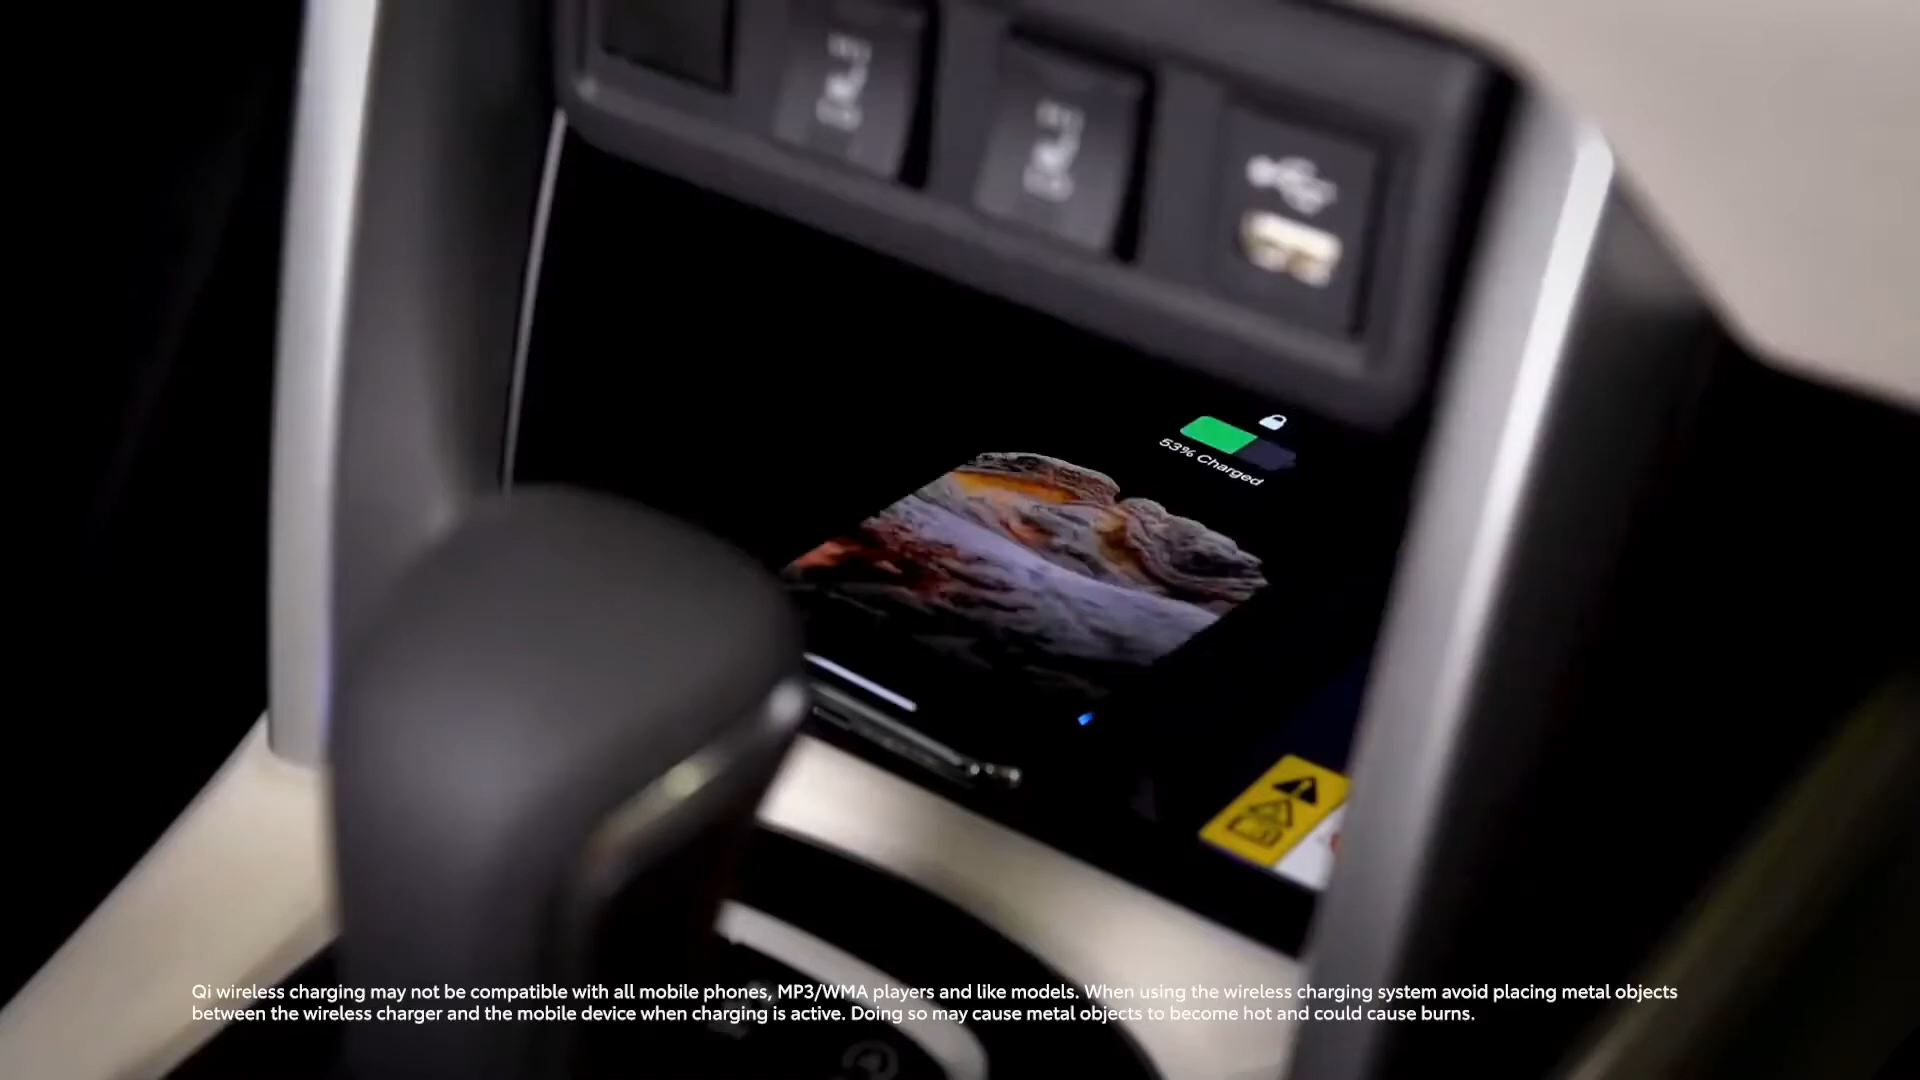 53% Charged
Qi wireless charging may not be compatible with all mobile phones, MP3/WMA players and like models. When using the wireless charging system avoid placing metal objects
between the wireless charger and the mobile device when charging is active. Doing so may cause metal objects to become hot and could cause burns.